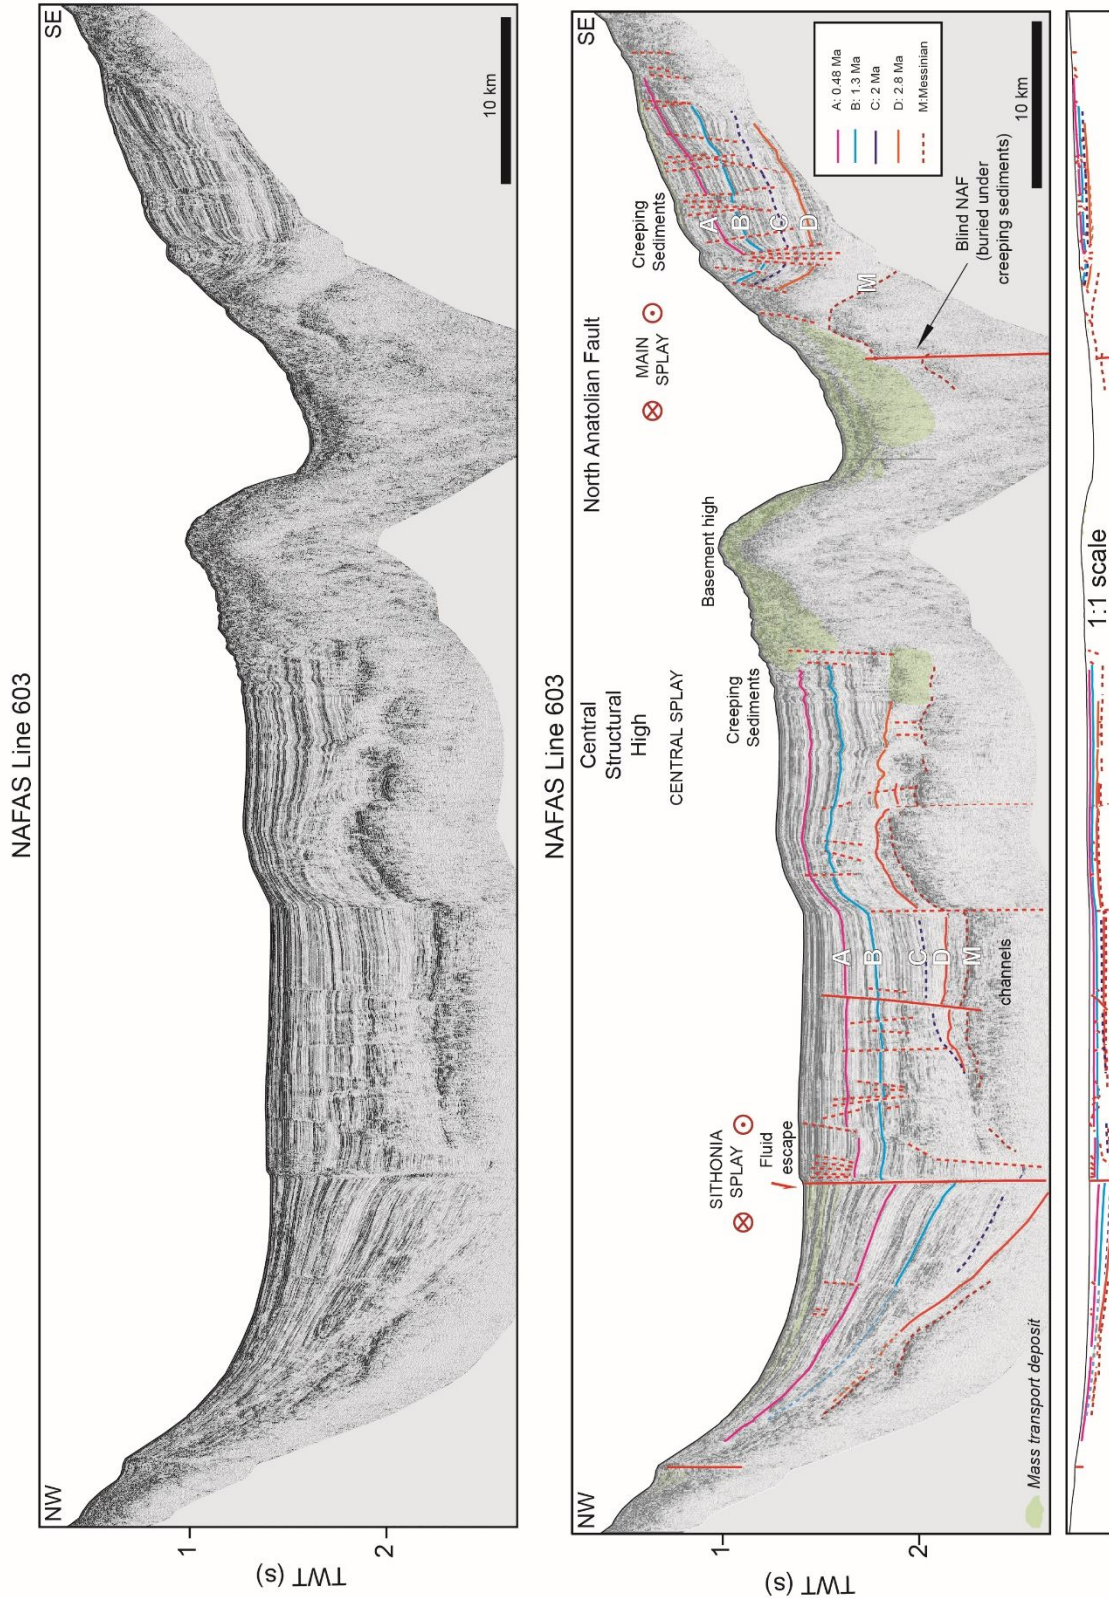 NAFAS Line 603
NW
SE
1
2
TWT (s)
10 km
NAFAS Line 603
Central
Structural
High
North Anatolian Fault
SITHONIA
SPLAY
Fluid
escape
CENTRAL SPLAY
Creeping
Sediments
Basement high
MAIN
SPLAY
Creeping
Sediments
SE
A: 0.48 Ma
B: 1.3 Ma
C: 2 Ma
D: 2.8 Ma
M:Messinian
A
B
C
D
M
A
B
C
D
M
channels
Blind NAF
(buried under
creeping sediments)
10 km
1
2
TWT (s)
Mass transport deposit
1:1 scale